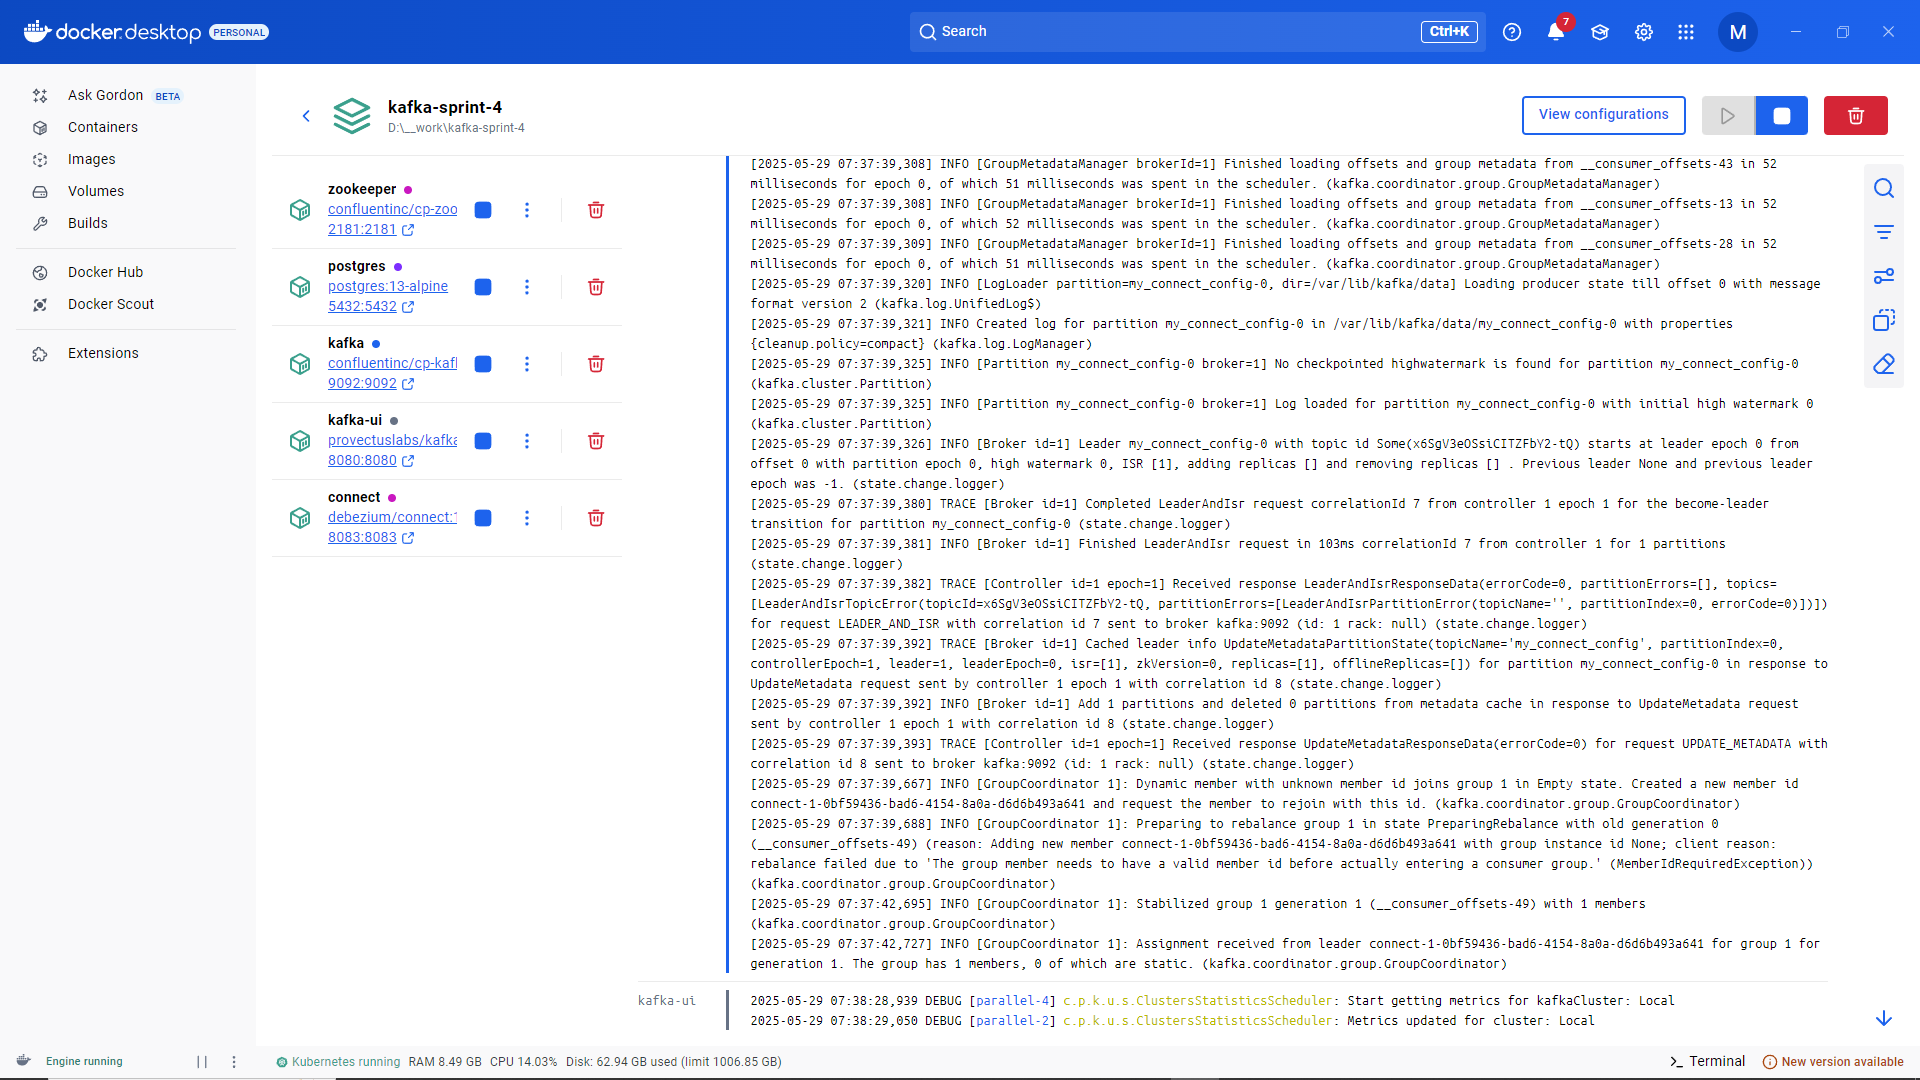 docker.desktop PERSONAL
Search Ctrl+K
7
M
Ask Gordon BETA
Containers
Images
Volumes
Builds
Docker Hub
Docker Scout
Extensions
kafka-sprint-4
D:\__work\kafka-sprint-4
View configurations
zookeeper
confluentinc/cp-zoo
2181:2181
postgres
postgres:13-alpine
5432:5432
kafka
confluentinc/cp-kafl
9092:9092
kafka-ui
provectuslabs/kafka
8080:8080
connect
debezium/connect:1
8083:8083
[2025-05-29 07:37:39,308] INFO [GroupMetadataManager brokerId=1] Finished loading offsets and group metadata from __consumer_offsets-43 in 52
milliseconds for epoch 0, of which 51 milliseconds was spent in the scheduler. (kafka.coordinator.group.GroupMetadataManager)
[2025-05-29 07:37:39,308] INFO [GroupMetadataManager brokerId=1] Finished loading offsets and group metadata from __consumer_offsets-13 in 52
milliseconds for epoch 0, of which 52 milliseconds was spent in the scheduler. (kafka.coordinator.group.GroupMetadataManager)
[2025-05-29 07:37:39,309] INFO [GroupMetadataManager brokerId=1] Finished loading offsets and group metadata from __consumer_offsets-28 in 52
milliseconds for epoch 0, of which 51 milliseconds was spent in the scheduler. (kafka.coordinator.group.GroupMetadataManager)
[2025-05-29 07:37:39,320] INFO [LogLoader partition=my_connect_config-0, dir=/var/lib/kafka/data] Loading producer state till offset 0 with message
format version 2 (kafka.log.UnifiedLog$)
[2025-05-29 07:37:39,321] INFO Created log for partition my_connect_config-0 in /var/lib/kafka/data/my_connect_config-0 with properties
{cleanup.policy=compact} (kafka.log.LogManager)
[2025-05-29 07:37:39,325] INFO [Partition my_connect_config-0 broker=1] No checkpointed highwatermark is found for partition my_connect_config-0
(kafka.cluster.Partition)
[2025-05-29 07:37:39,325] INFO [Partition my_connect_config-0 broker=1] Log loaded for partition my_connect_config-0 with initial high watermark 0
(kafka.cluster.Partition)
[2025-05-29 07:37:39,326] INFO [Broker id=1] Leader my_connect_config-0 with topic id Some(x6SgV3eOSsiCITZFbY2-tQ) starts at leader epoch 0 from
offset 0 with partition epoch 0, high watermark 0, ISR [1], adding replicas [] and removing replicas [] . Previous leader None and previous leader
epoch was -1. (state.change.logger)
[2025-05-29 07:37:39,380] TRACE [Broker id=1] Completed LeaderAndIsr request correlationId 7 from controller 1 epoch 1 for the become-leader
transition for partition my_connect_config-0 (state.change.logger)
[2025-05-29 07:37:39,381] INFO [Broker id=1] Finished LeaderAndIsr request in 103ms correlationId 7 from controller 1 for 1 partitions
(state.change.logger)
[2025-05-29 07:37:39,382] TRACE [Controller id=1 epoch=1] Received response LeaderAndIsrResponseData(errorCode=0, partitionErrors=[], topics=
[LeaderAndIsrTopicError(topicId=x6SgV3eOSsiCITZFbY2-tQ, partitionErrors=[LeaderAndIsrPartitionError(topicName='', partitionIndex=0, errorCode=0)])])
for request LEADER_AND_ISR with correlation id 7 sent to broker kafka:9092 (id: 1 rack: null) (state.change.logger)
[2025-05-29 07:37:39,392] TRACE [Broker id=1] Cached leader info UpdateMetadataPartitionState(topicName='my_connect_config', partitionIndex=0,
controllerEpoch=1, leader=1, leaderEpoch=0, isr=[1], zkVersion=0, replicas=[1], offlineReplicas=[]) for partition my_connect_config-0 in response to
UpdateMetadata request sent by controller 1 epoch 1 with correlation id 8 (state.change.logger)
[2025-05-29 07:37:39,392] INFO [Broker id=1] Add 1 partitions and deleted 0 partitions from metadata cache in response to UpdateMetadata request
sent by controller 1 epoch 1 with correlation id 8 (state.change.logger)
[2025-05-29 07:37:39,393] TRACE [Controller id=1 epoch=1] Received response UpdateMetadataResponseData(errorCode=0) for request UPDATE_METADATA with
correlation id 8 sent to broker kafka:9092 (id: 1 rack: null) (state.change.logger)
[2025-05-29 07:37:39,667] INFO [GroupCoordinator 1]: Dynamic member with unknown member id joins group 1 in Empty state. Created a new member id
connect-1-0bf59436-bad6-4154-8a0a-d6d6b493a641 and request the member to rejoin with this id. (kafka.coordinator.group.GroupCoordinator)
[2025-05-29 07:37:39,688] INFO [GroupCoordinator 1]: Preparing to rebalance group 1 in state PreparingRebalance with old generation 0
(__consumer_offsets-49) (reason: Adding new member connect-1-0bf59436-bad6-4154-8a0a-d6d6b493a641 with group instance id None; client reason:
rebalance failed due to 'The group member needs to have a valid member id before actually entering a consumer group.' (MemberIdRequiredException))
(kafka.coordinator.group.GroupCoordinator)
[2025-05-29 07:37:42,695] INFO [GroupCoordinator 1]: Stabilized group 1 generation 1 (__consumer_offsets-49) with 1 members
(kafka.coordinator.group.GroupCoordinator)
[2025-05-29 07:37:42,727] INFO [GroupCoordinator 1]: Assignment received from leader connect-1-0bf59436-bad6-4154-8a0a-d6d6b493a641 for group 1 for
generation 1. The group has 1 members, 0 of which are static. (kafka.coordinator.group.GroupCoordinator)
kafka-ui
2025-05-29 07:38:28,939 DEBUG [parallel-4] c.p.k.u.s.ClustersStatisticsScheduler: Start getting metrics for kafkaCluster: Local
2025-05-29 07:38:29,050 DEBUG [parallel-2] c.p.k.u.s.ClustersStatisticsScheduler: Metrics updated for cluster: Local
Engine running
Kubernetes running RAM 8.49 GB CPU 14.03% Disk: 62.94 GB used (limit 1006.85 GB)
Terminal
New version available